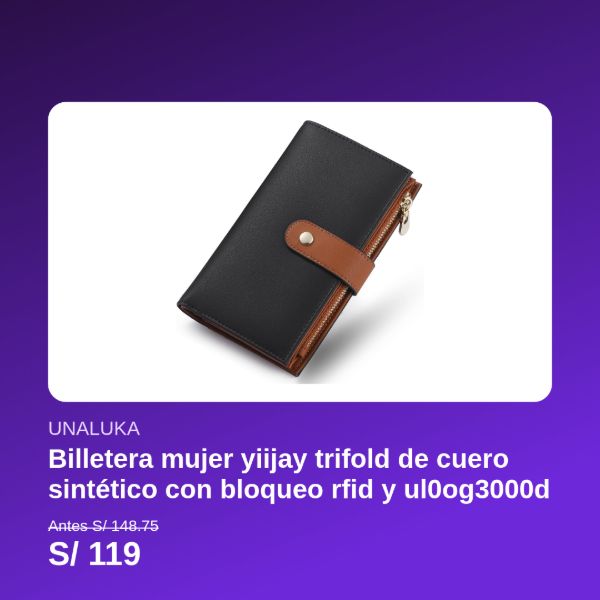 UNALUKA
Billetera mujer yiijay trifold de cuero
sintético con bloqueo rfid y ul0og3000d
Antes S/ 148.75
S/ 119